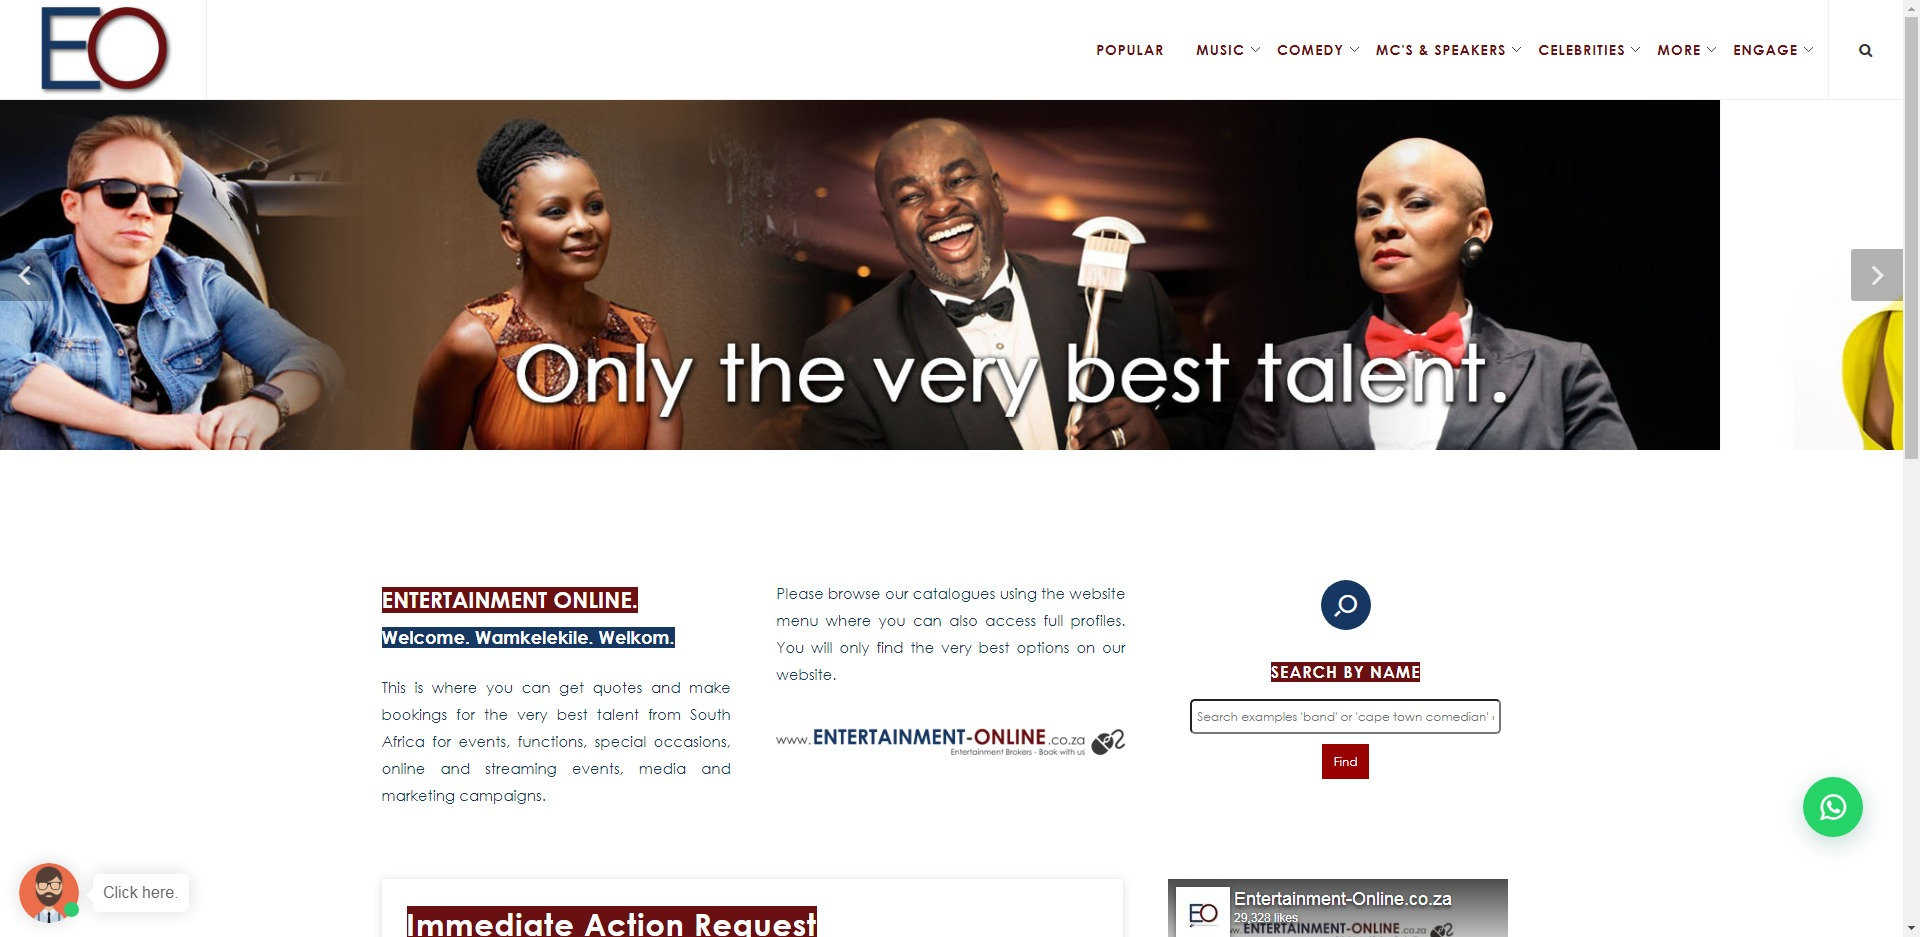 EO
POPULAR
MUSIC
COMEDY
MC'S & SPEAKERS
CELEBRITIES
MORE
ENGAGE
Only the very best talent.
ENTERTAINMENT ONLINE.
Welcome. Wamkelekile. Welkom.
This is where you can get quotes and make
bookings for the very best talent from South
Africa for events, functions, special occasions,
online and streaming events, media and
marketing campaigns.
Please browse our catalogues using the website
menu where you can also access full profiles.
You will only find the very best options on our
website.
www.ENTERTAINMENT-ONLINE.co.za
Entertainment Brokers - Book with us
SEARCH BY NAME
Search examples 'band' or 'cape town comedian'
Find
Click here.
Immediate Action Request
EO
Entertainment-Online.co.za
29,328 likes
www.ENTERTAINMENT-ONLINE.co.za